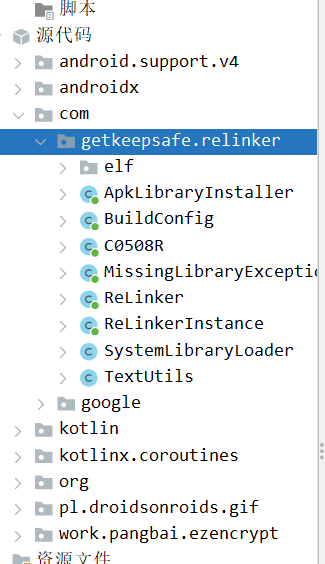 脚本
源代码
android.support.v4
androidx
com
getkeepsafe.relinker
elf
ApkLibraryInstaller
BuildConfig
C0508R
MissingLibraryExceptio
ReLinker
ReLinkerInstance
SystemLibraryLoader
TextUtils
google
kotlin
kotlinx.coroutines
org
pl.droidsonroids.gif
work.pangbai.ezencrypt
资源文件